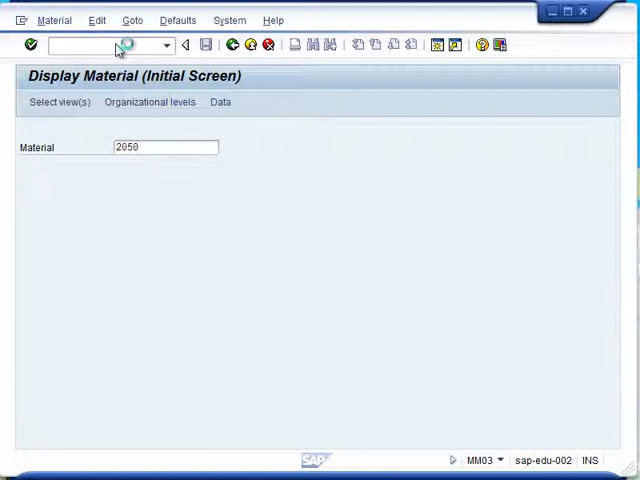 Material Edit Goto Defaults System Help
Display Material (Initial Screen)
Select view(s) Organizational levels Data
Material 2050
SAP MM03 sap-edu-002 INS